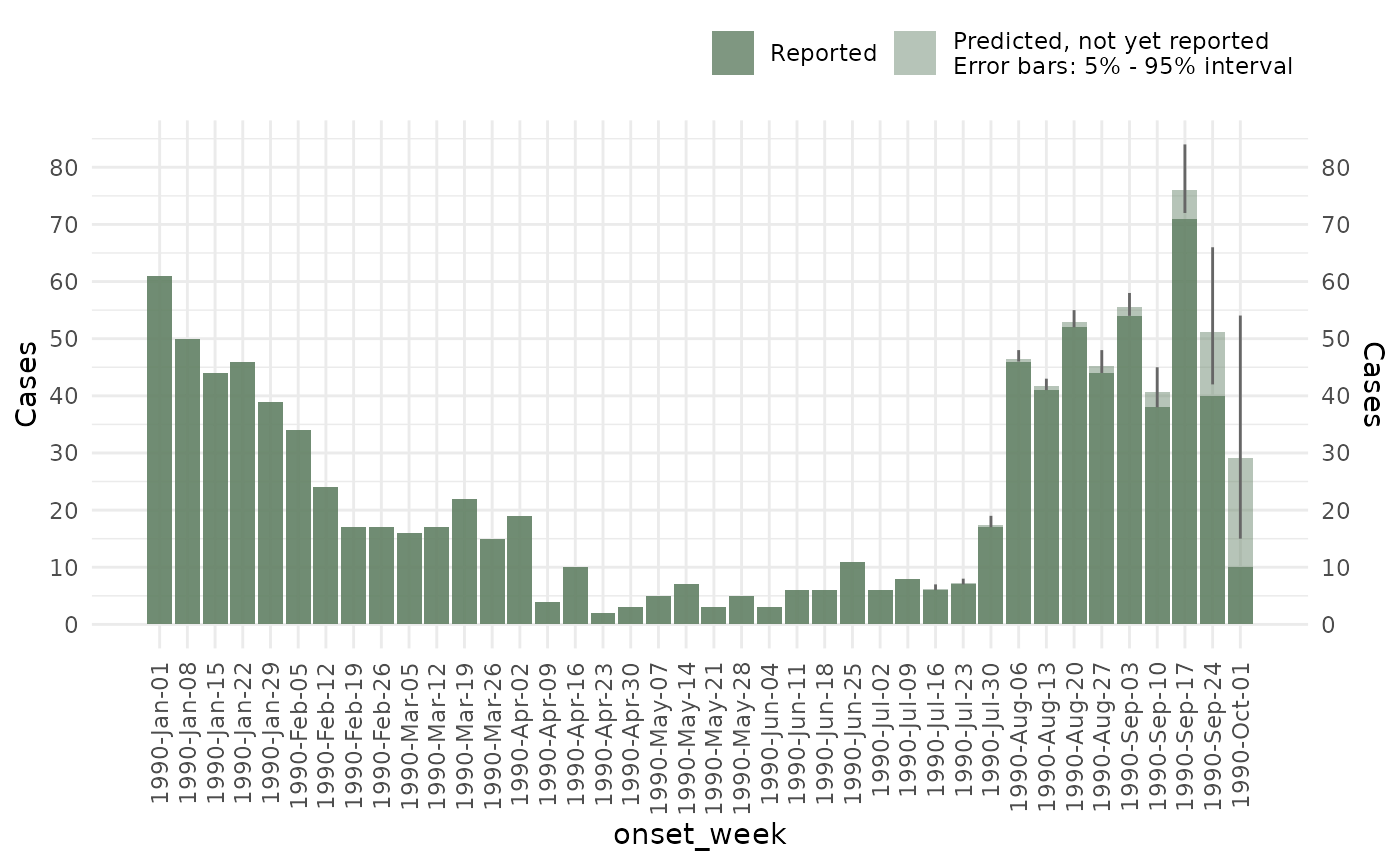 Reported
Predicted, not yet reported
Error bars: 5% - 95% interval
Cases
80
70
60
50
40
30
20
10
0
80
70
60
50
40
30
20
10
0
Cases
1990-Jan-01
1990-Jan-08
1990-Jan-15
1990-Jan-22
1990-Jan-29
1990-Feb-05
1990-Feb-12
1990-Feb-19
1990-Feb-26
1990-Mar-05
1990-Mar-12
1990-Mar-19
1990-Mar-26
1990-Apr-02
1990-Apr-09
1990-Apr-16
1990-Apr-23
1990-Apr-30
1990-May-07
1990-May-14
1990-May-21
1990-May-28
1990-Jun-04
1990-Jun-11
1990-Jun-18
1990-Jun-25
1990-Jul-02
1990-Jul-09
1990-Jul-16
1990-Jul-23
1990-Jul-30
1990-Aug-06
1990-Aug-13
1990-Aug-20
1990-Aug-27
1990-Sep-03
1990-Sep-10
1990-Sep-17
1990-Sep-24
1990-Oct-01
onset_week